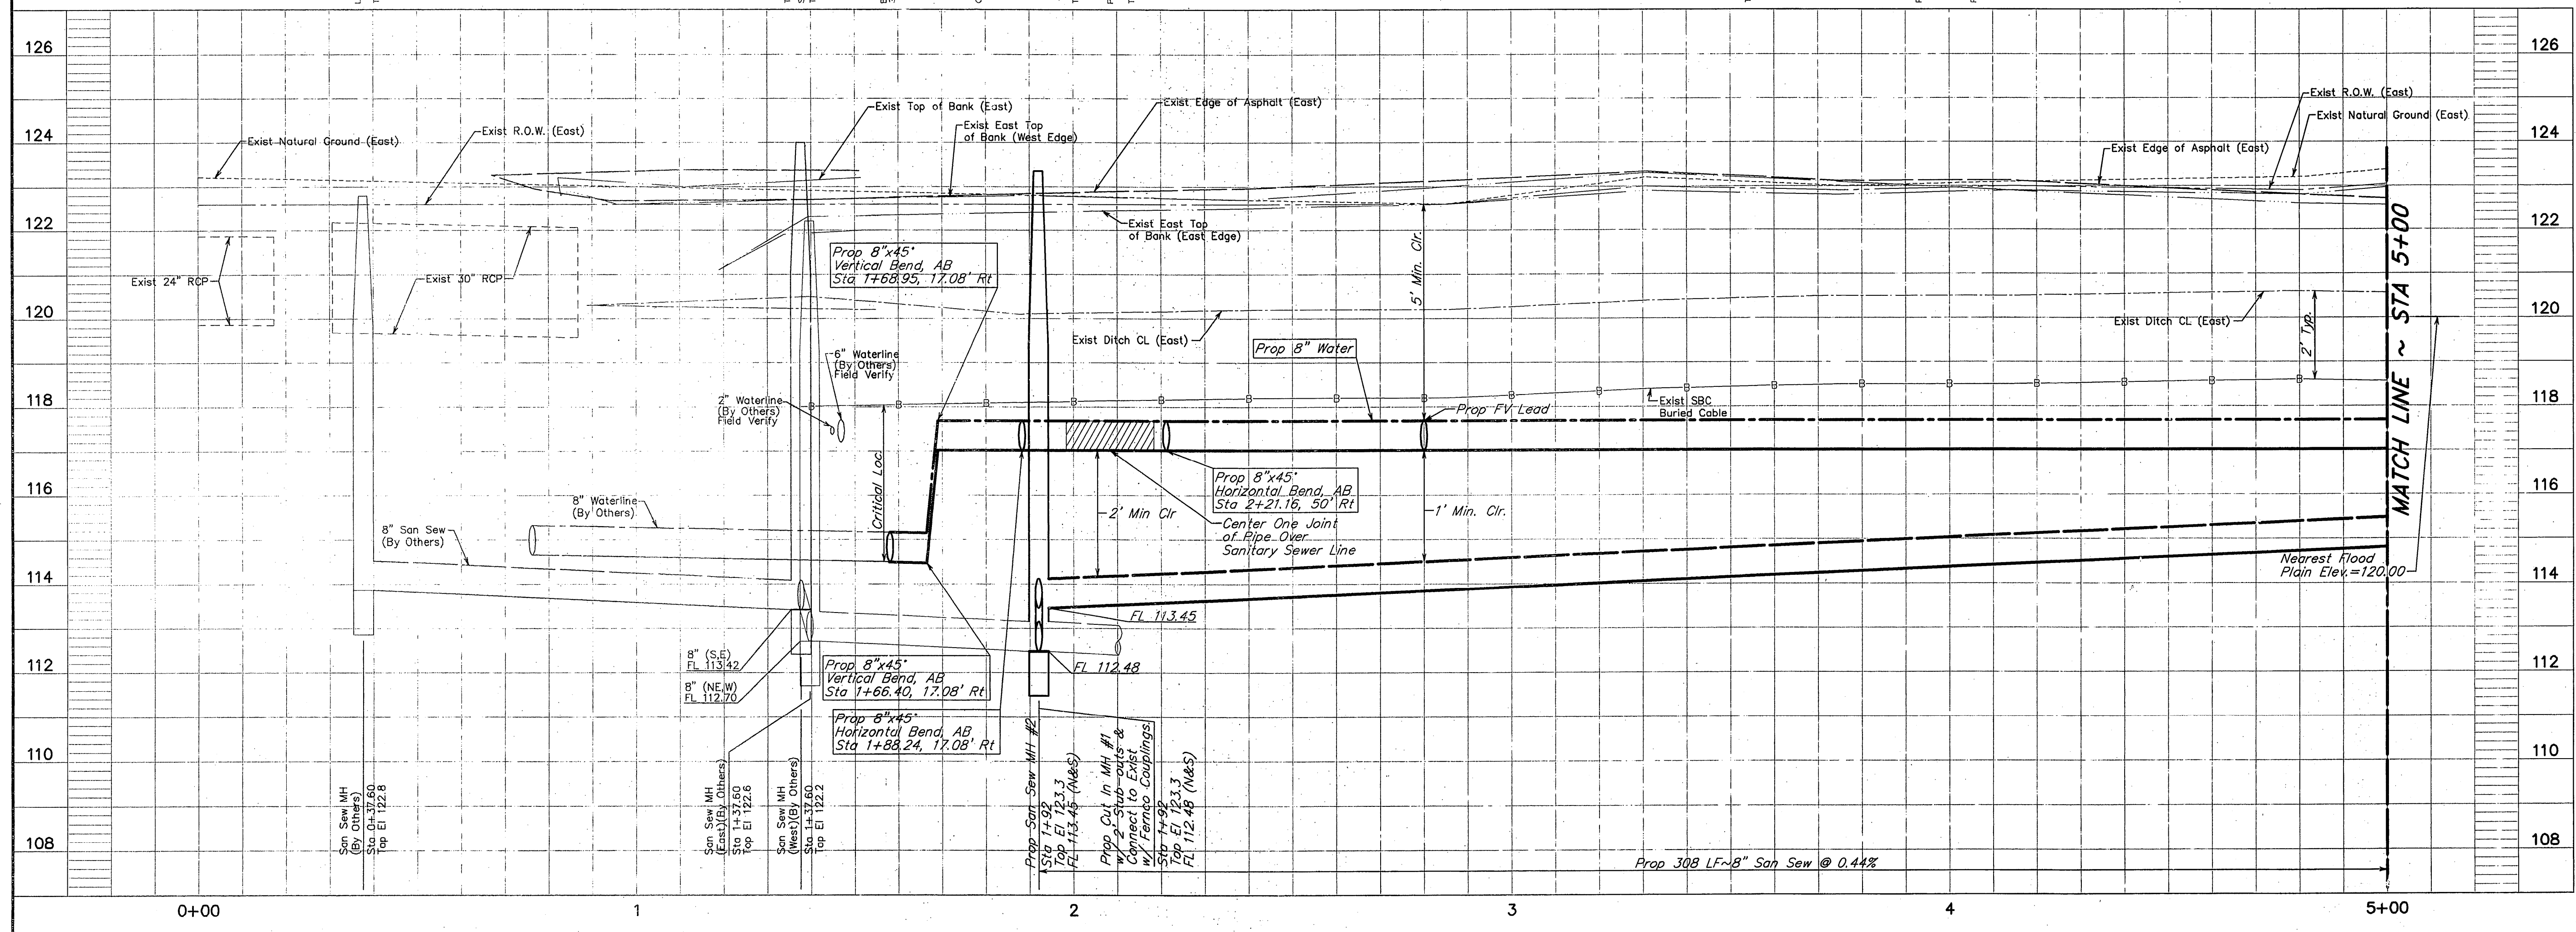 126
124
122
120
118
116
114
112
110
108
Exist Natural Ground (East)
Exist R.O.W. (East)
Exist Top of Bank (East)
Exist East Top
of Bank (West Edge)
Exist Edge of Asphalt (East)
Exist R.O.W. (East)
Exist Natural Ground (East)
Exist Edge of Asphalt (East)
Exist 24" RCP
Exist 30" RCP
Prop 8"x45°
Vertical Bend, AB
Sta 1+68.95, 17.08' Rt
Exist East Top
of Bank (East Edge)
5' Min. Clr.
Exist Ditch CL (East)
Exist Ditch CL (East)
2' Typ.
MATCH LINE ~ STA 5+00
6" Waterline
(By Others)
Field Verify
2" Waterline
(By Others)
Field Verify
Prop 8" Water
B B B B B B B B B B B B B B B B B B
Prop FV Lead
Exist SBC
Buried Cable
Critical Loc.
8" Waterline
(By Others)
8" San Sew
(By Others)
2' Min Clr
Prop 8"x45°
Horizontal Bend, AB
Sta 2+21.16, 50' Rt
Center One Joint
of Pipe Over
Sanitary Sewer Line
1' Min. Clr.
Nearest Flood
Plain Elev.=120.00
FL 113.45
FL 112.48
8" (S,E)
FL 113.42
8" (NE,W)
FL 112.70
Prop 8"x45°
Vertical Bend, AB
Sta 1+66.40, 17.08' Rt
Prop 8"x45°
Horizontal Bend, AB
Sta 1+88.24, 17.08' Rt
San Sew MH
(By Others)
Sta 0+37.60
Top El 122.8
San Sew MH
(East)(By Others)
Sta 1+37.60
Top El 122.6
San Sew MH
(West)(By Others)
Sta 1+37.60
Top El 122.2
Prop San Sew MH #2
Sta 1+92
Top El 123.3
FL 113.45 (N&S)
Prop Cut In MH #1
w/ 2' Stub-outs &
Connect to Exist
w/ Fernco Couplings
Sta 1+92
Top El 123.3
FL 112.48 (N&S)
Prop 308 LF~8" San Sew @ 0.44%
126
124
122
120
118
116
114
112
110
108
0+00 1 2 3 4 5+00